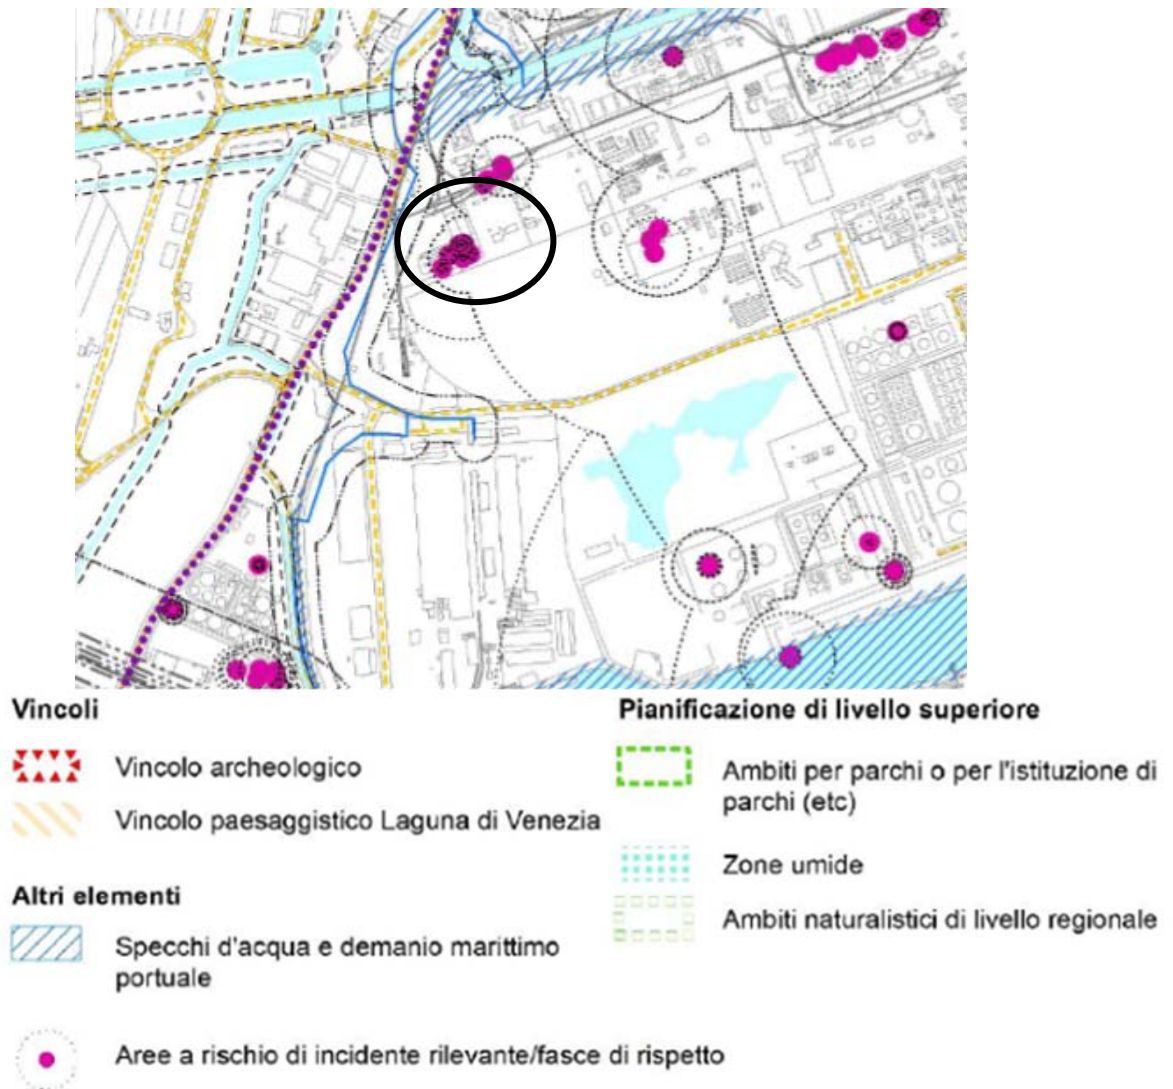 Vincoli
Vincolo archeologico
Vincolo paesaggistico Laguna di Venezia
Altri elementi
Specchi d'acqua e demanio marittimo
portuale
Aree a rischio di incidente rilevante/fasce di rispetto
Pianificazione di livello superiore
Ambiti per parchi o per l'istituzione di
parchi (etc)
Zone umide
Ambiti naturalistici di livello regionale